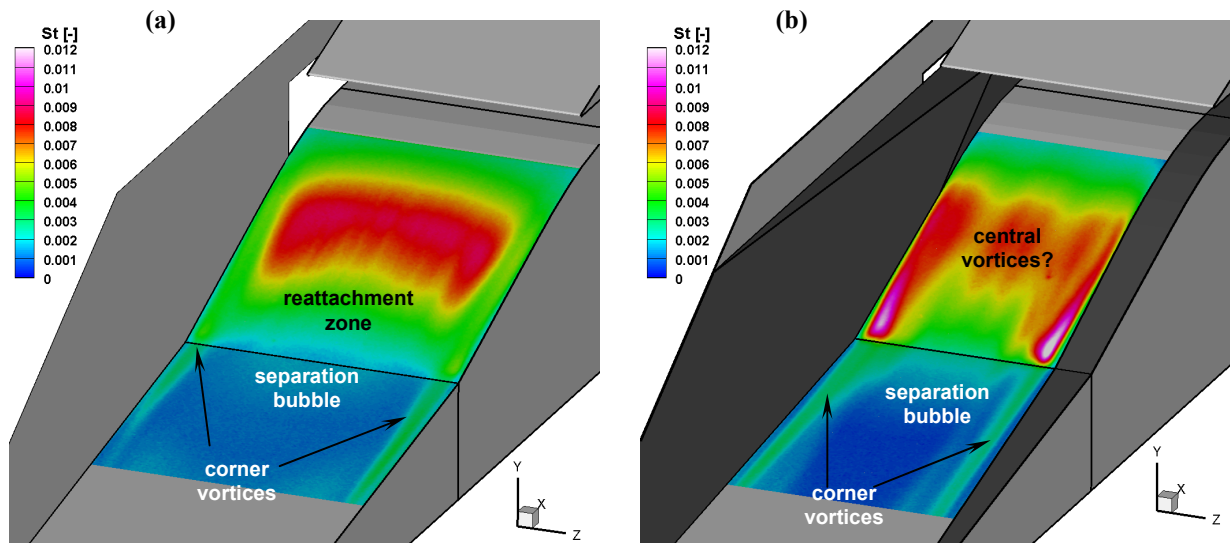 (a)
St [-]
0.012
0.011
0.01
0.009
0.008
0.007
0.006
0.005
0.004
0.003
0.002
0.001
0
reattachment
zone
separation
bubble
corner
vortices
Y
X
Z
(b)
St [-]
0.012
0.011
0.01
0.009
0.008
0.007
0.006
0.005
0.004
0.003
0.002
0.001
0
central
vortices?
separation
bubble
corner
vortices
Y
X
Z